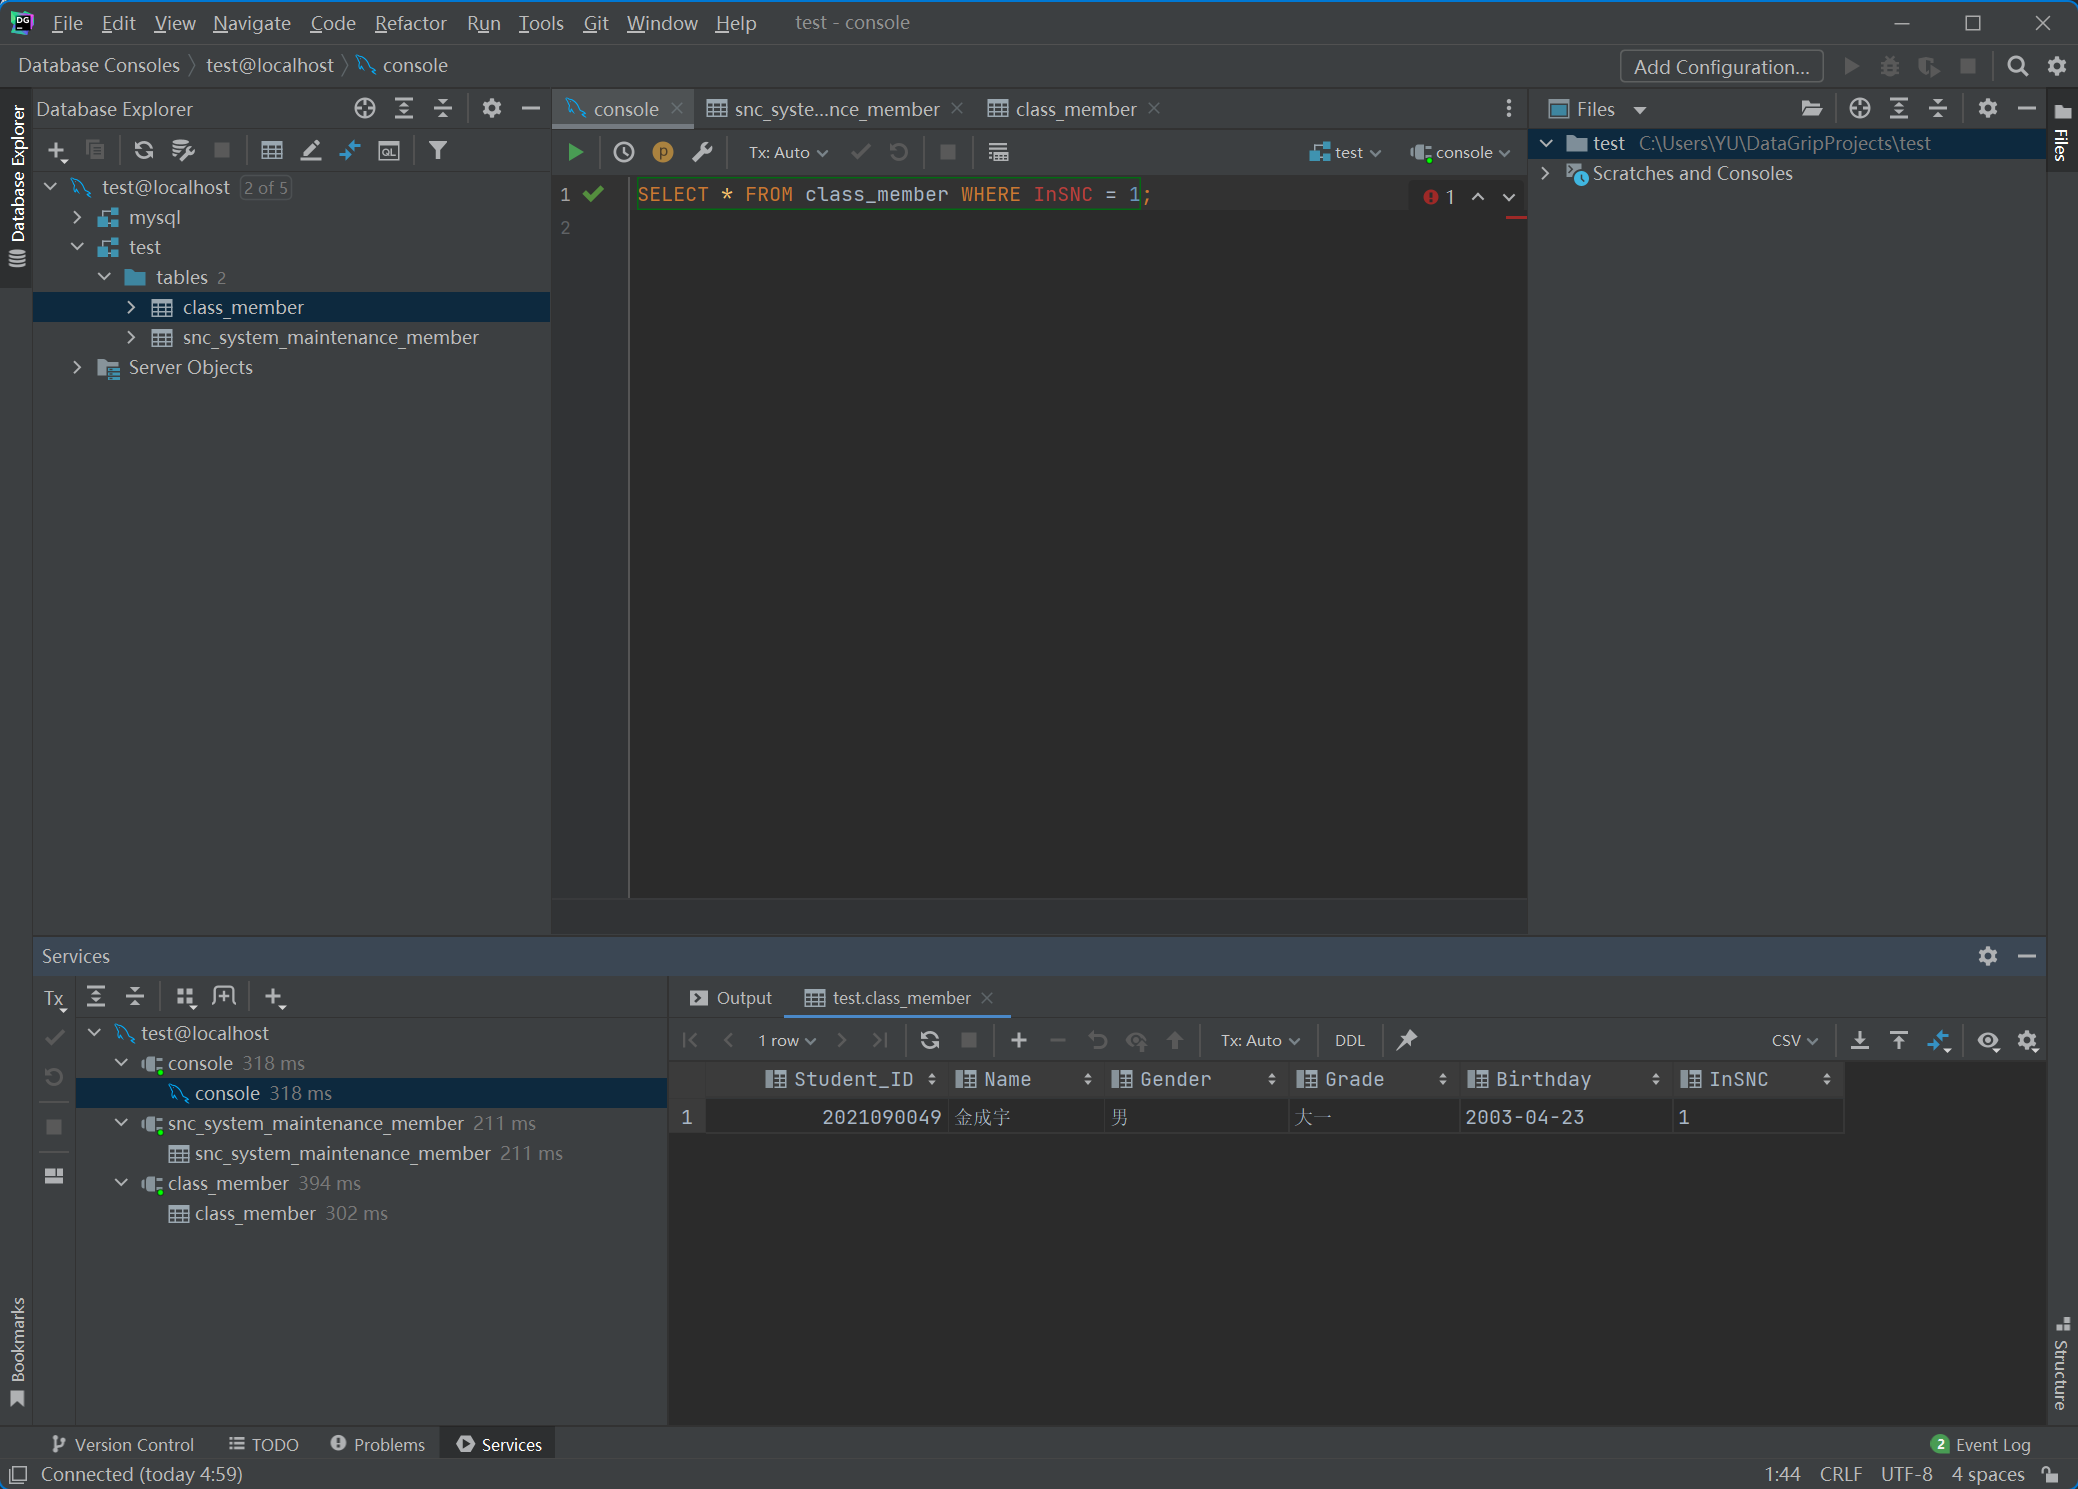 File Edit View Navigate Code Refactor Run Tools Git Window Help test - console
Database Consoles test@localhost console Add Configuration...
Database Explorer
Database Explorer
2 of 5
test@localhost
mysql
test
tables 2
class_member
snc_system_maintenance_member
Server Objects
console snc_syste...nce_member class_member
Tx: Auto test console
1 SELECT * FROM class_member WHERE InSNC = 1; 1
2
Files
Files
test C:\Users\YU\DataGripProjects\test
Scratches and Consoles
Services
Tx
test@localhost
console 318 ms
console 318 ms
snc_system_maintenance_member 211 ms
snc_system_maintenance_member 211 ms
class_member 394 ms
class_member 302 ms
Output test.class_member
1 row Tx: Auto DDL CSV
Student_ID Name Gender Grade Birthday InSNC
1 2021090049 金成宇 男 大一 2003-04-23 1
Bookmarks
Structure
Version Control TODO Problems Services 2 Event Log
Connected (today 4:59) 1:44 CRLF UTF-8 4 spaces